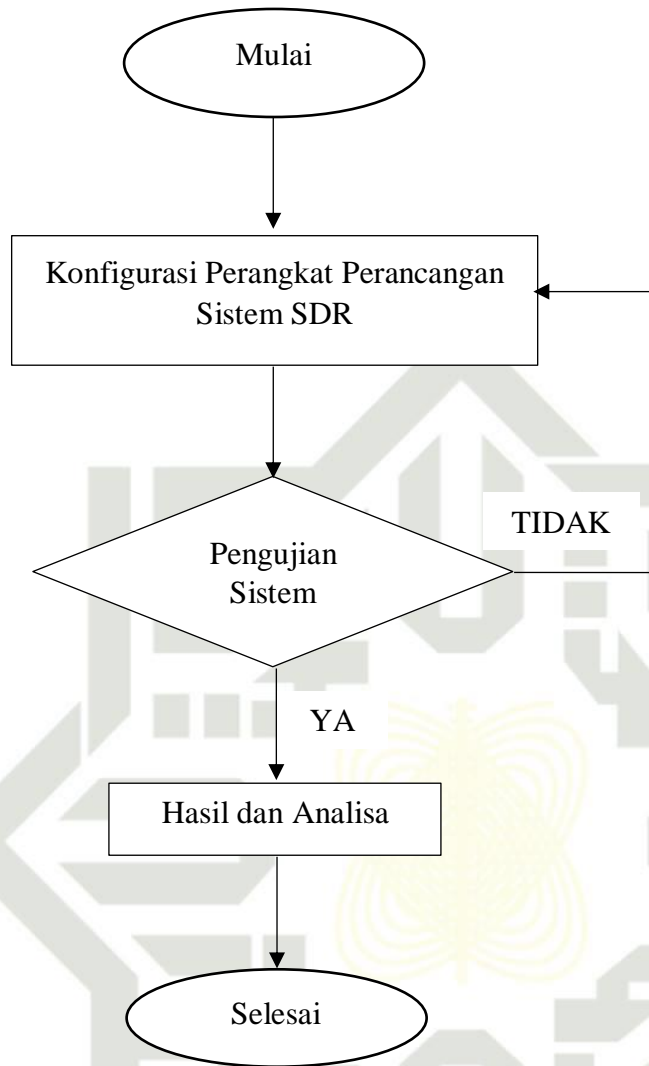 Mulai
Konfigurasi Perangkat Perancangan
Sistem SDR
Pengujian
Sistem
TIDAK
YA
Hasil dan Analisa
Selesai